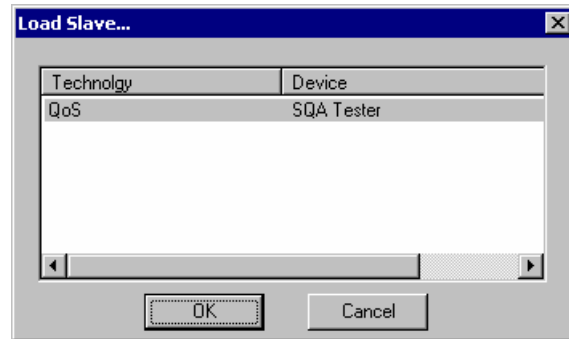 Load Slave...
Technolgy Device
QoS SQA Tester
OK Cancel